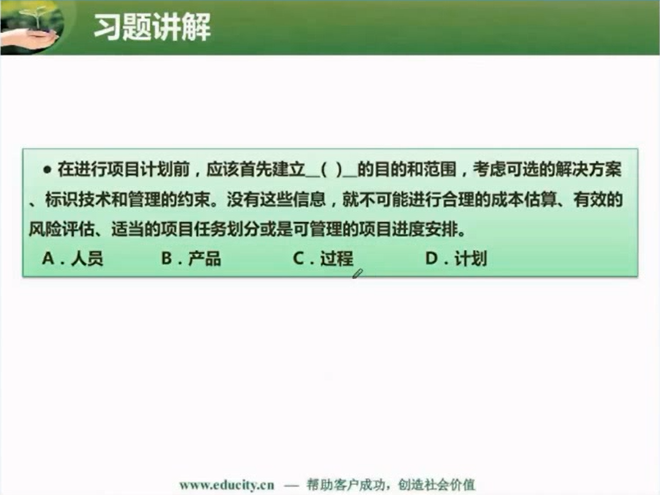 习题讲解
●在进行项目计划前，应该首先建立__( )__的目的和范围，考虑可选的解决方案
、标识技术和管理的约束。没有这些信息，就不可能进行合理的成本估算、有效的
风险评估、适当的项目任务划分或是可管理的项目进度安排。
A．人员 B．产品 C．过程 D．计划
www.educity.cn — 帮助客户成功，创造社会价值